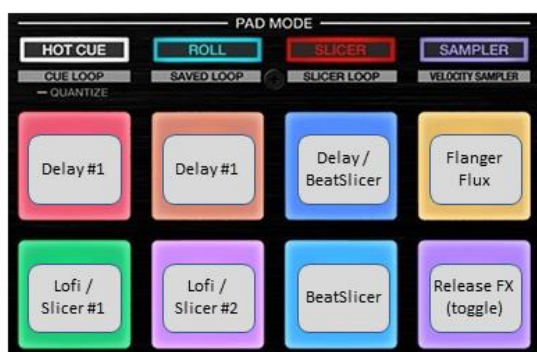 PAD MODE
HOT CUE ROLL SLICER SAMPLER
CUE LOOP SAVED LOOP SLICER LOOP VELOCITY SAMPLER
— QUANTIZE
Delay #1 Delay #1 Delay / Flanger
BeatSlicer Flux
Lofi / Lofi / BeatSlicer Release FX
Slicer #1 Slicer #2 (toggle)